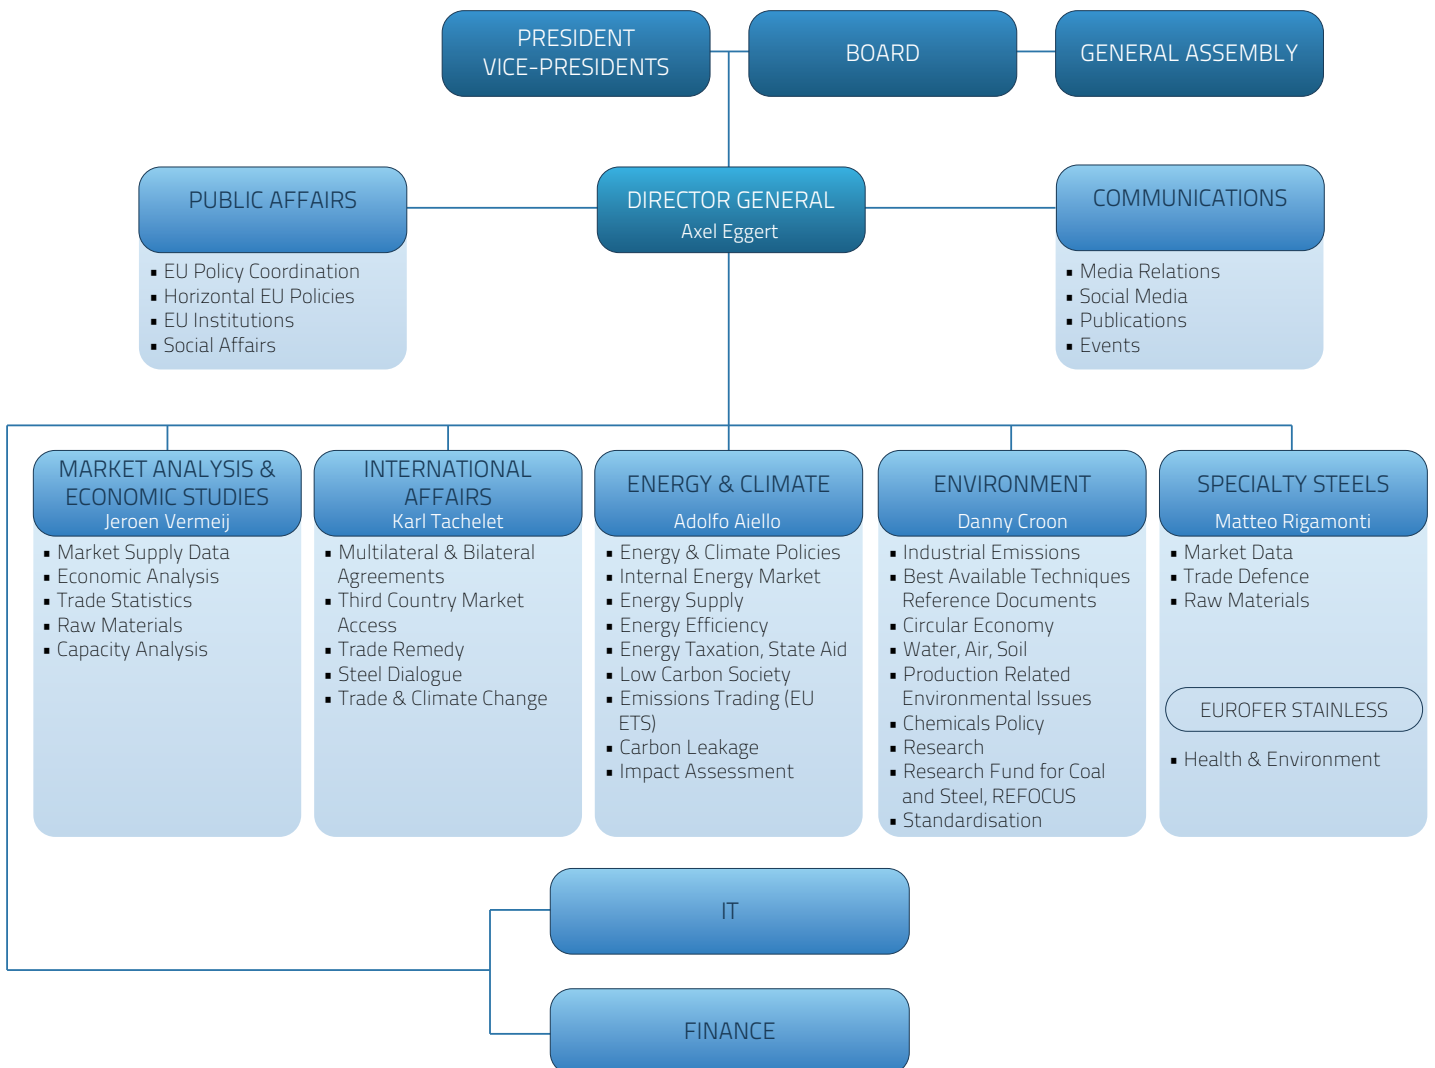 PRESIDENT
VICE-PRESIDENTS
BOARD
GENERAL ASSEMBLY
PUBLIC AFFAIRS
▪ EU Policy Coordination
▪ Horizontal EU Policies
▪ EU Institutions
▪ Social Affairs
DIRECTOR GENERAL
Axel Eggert
COMMUNICATIONS
▪ Media Relations
▪ Social Media
▪ Publications
▪ Events
MARKET ANALYSIS &
ECONOMIC STUDIES
Jeroen Vermeij
▪ Market Supply Data
▪ Economic Analysis
▪ Trade Statistics
▪ Raw Materials
▪ Capacity Analysis
INTERNATIONAL
AFFAIRS
Karl Tachelet
▪ Multilateral & Bilateral
Agreements
▪ Third Country Market
Access
▪ Trade Remedy
▪ Steel Dialogue
▪ Trade & Climate Change
ENERGY & CLIMATE
Adolfo Aiello
▪ Energy & Climate Policies
▪ Internal Energy Market
▪ Energy Supply
▪ Energy Efficiency
▪ Energy Taxation, State Aid
▪ Low Carbon Society
▪ Emissions Trading (EU
ETS)
▪ Carbon Leakage
▪ Impact Assessment
ENVIRONMENT
Danny Croon
▪ Industrial Emissions
▪ Best Available Techniques
Reference Documents
▪ Circular Economy
▪ Water, Air, Soil
▪ Production Related
Environmental Issues
▪ Chemicals Policy
▪ Research
▪ Research Fund for Coal
and Steel, REFOCUS
▪ Standardisation
SPECIALTY STEELS
Matteo Rigamonti
▪ Market Data
▪ Trade Defence
▪ Raw Materials
EUROFER STAINLESS
▪ Health & Environment
IT
FINANCE